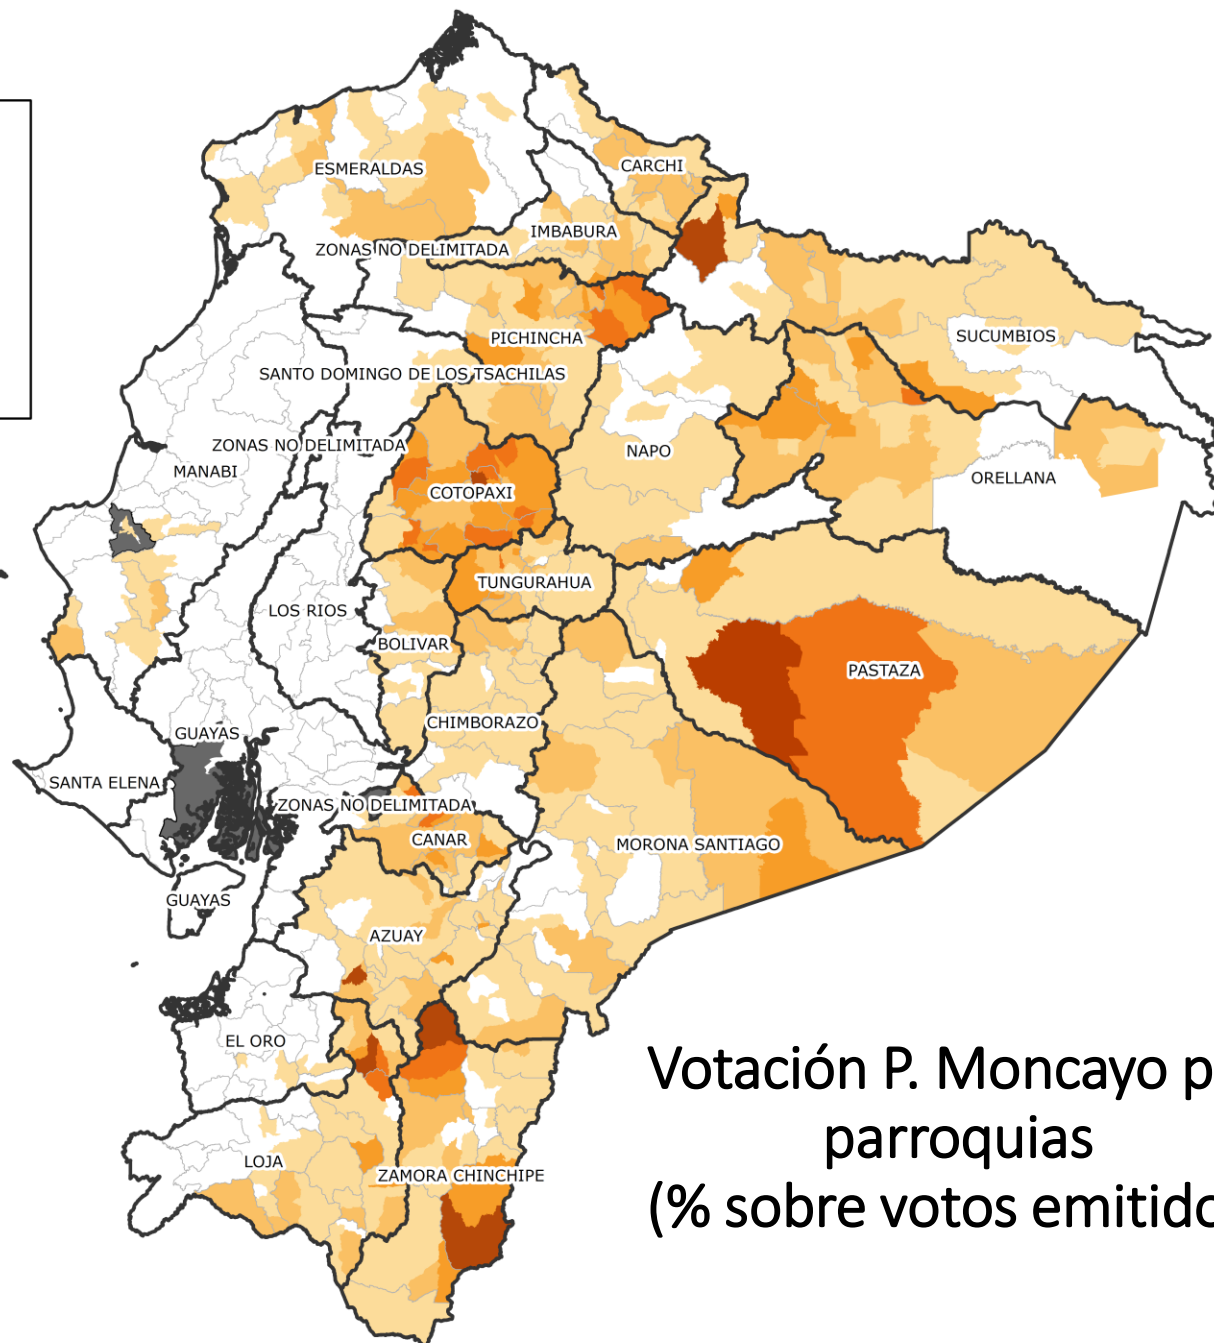 ESMERALDAS
CARCHI
IMBABURA
ZONAS NO DELIMITADA
PICHINCHA
SUCUMBIOS
SANTO DOMINGO DE LOS TSACHILAS
ZONAS NO DELIMITADA
NAPO
MANABI
ORELLANA
COTOPAXI
TUNGURAHUA
LOS RIOS
BOLIVAR
PASTAZA
CHIMBORAZO
GUAYAS
SANTA ELENA
ZONAS NO DELIMITADA
CANAR
MORONA SANTIAGO
GUAYAS
AZUAY
EL ORO
LOJA
ZAMORA CHINCHIPE
Votación P. Moncayo p
parroquias
(% sobre votos emitido